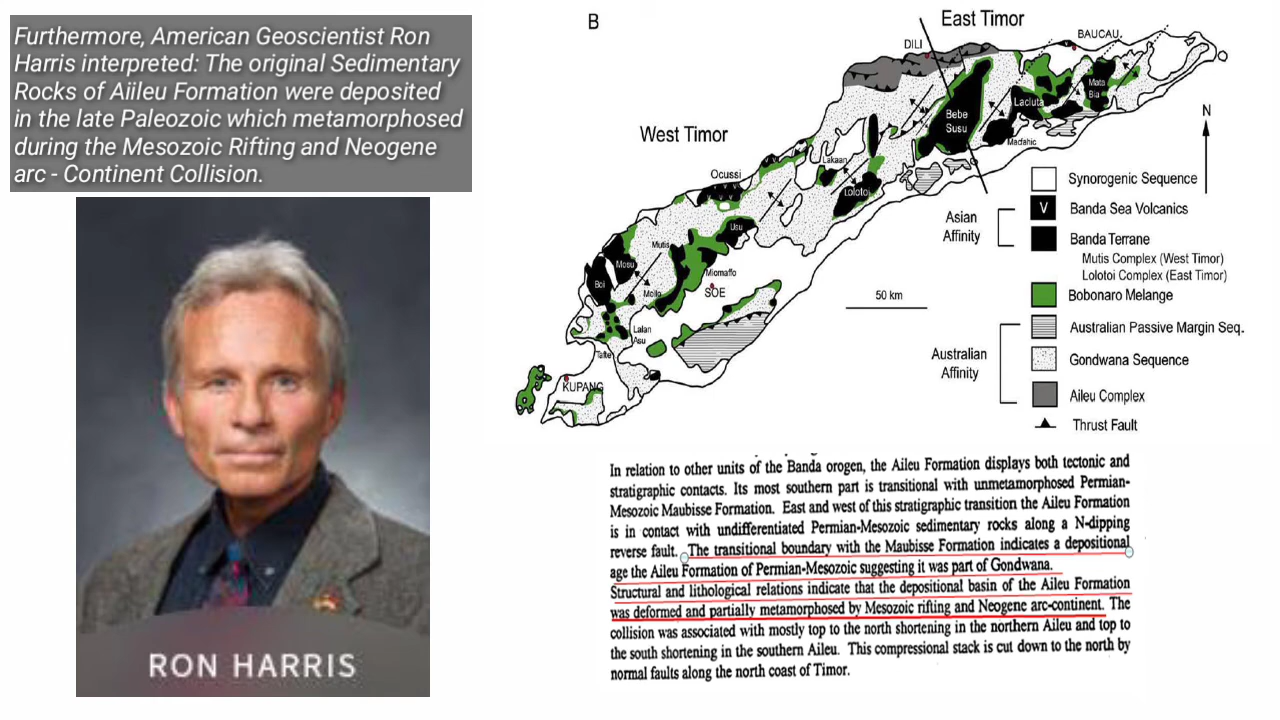 Furthermore, American Geoscientist Ron
Harris interpreted: The original Sedimentary
Rocks of Aiileu Formation were deposited
in the late Paleozoic which metamorphosed
during the Mesozoic Rifting and Neogene
arc - Continent Collision.
RON HARRIS
B
East Timor
DILI
BAUCAU
Mata
Bia
Lacluta
Bebe
Susu
Macfahic
N
West Timor
Lakaan
Lolotoi
Ocussi
Usu
Mutis
Mosu
Miomaffo
Boi
Mollo
SOE
Lalan
Asu
Taite
KUPANG
50 km
Synorogenic Sequence
Asian
Affinity
V
Banda Sea Volcanics
Banda Terrane
Mutis Complex (West Timor)
Lolotoi Complex (East Timor)
Bobonaro Melange
Australian
Affinity
Australian Passive Margin Seq.
Gondwana Sequence
Aileu Complex
Thrust Fault
In relation to other units of the Banda orogen, the Aileu Formation displays both tectonic and
stratigraphic contacts. Its most southern part is transitional with unmetamorphosed Permian-
Mesozoic Maubisse Formation. East and west of this stratigraphic transition the Aileu Formation
is in contact with undifferentiated Permian-Mesozoic sedimentary rocks along a N-dipping
reverse fault. The transitional boundary with the Maubisse Formation indicates a depositional
age the Aileu Formation of Permian-Mesozoic suggesting it was part of Gondwana.
Structural and lithological relations indicate that the depositional basin of the Aileu Formation
was deformed and partially metamorphosed by Mesozoic rifting and Neogene arc-continent. The
collision was associated with mostly top to the north shortening in the northern Aileu and top to
the south shortening in the southern Aileu. This compressional stack is cut down to the north by
normal faults along the north coast of Timor.